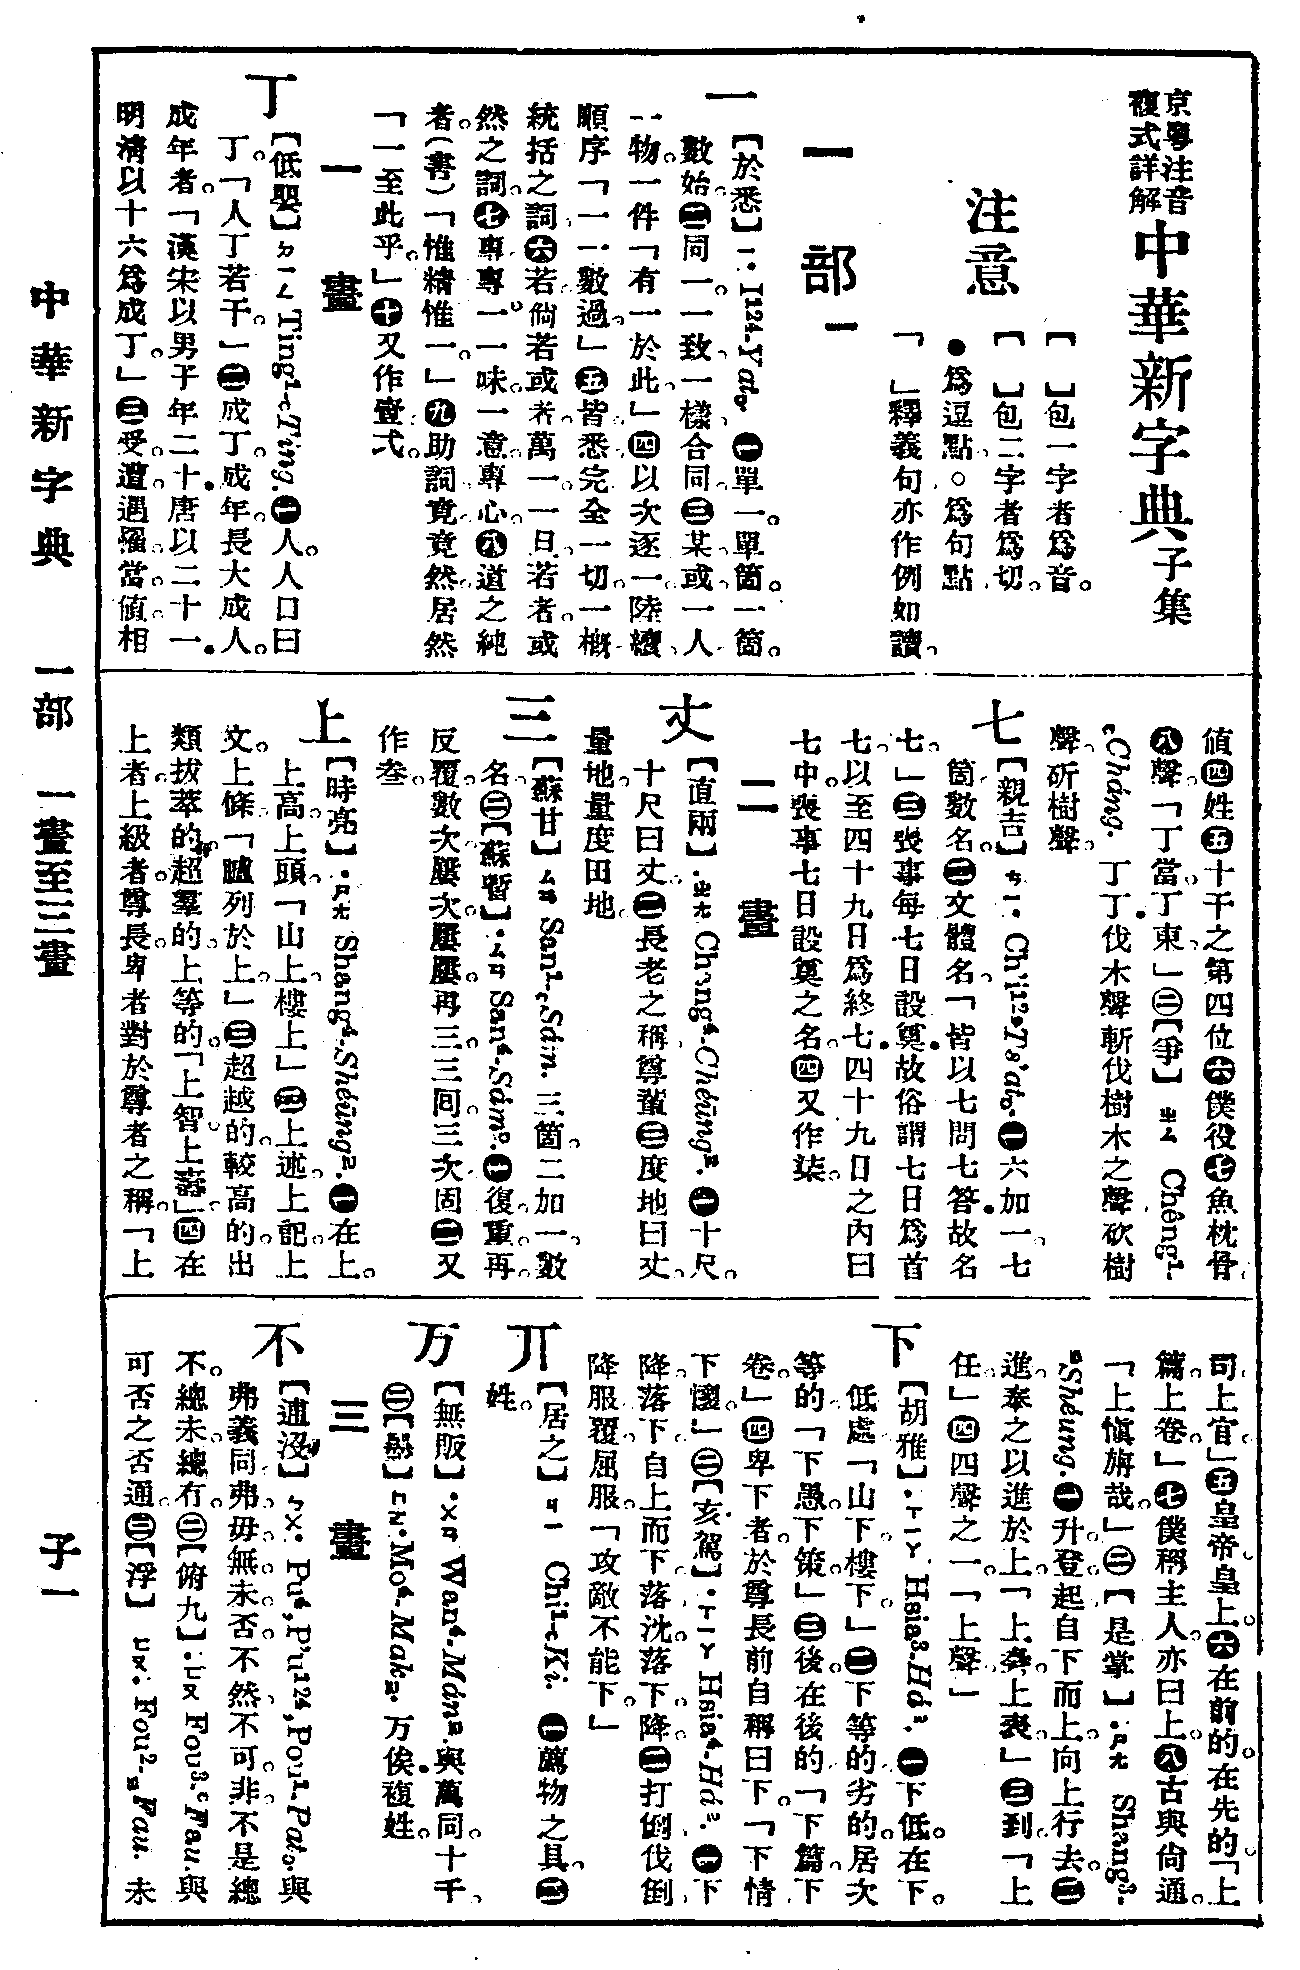 京粵注音
複式詳解
中華新字典 子集
注意
【　】包一字者爲音。
【　】包二字者爲切。
●爲逗點。○爲句點
「　」釋義句亦作例如讀。
一部 一
一【於悉】ㄧ. I¹²⁴. Yat。㊀單一。單箇。一箇。
數始。㊁同一。一致。一樣。合同。㊂某或一人
一物。一件「有一於此」㊃以次逐一。陸續。
順序「一一數過」㊄皆悉完全一切。一概。
統括之詞。㊅若倘若或者萬一。一旦。若者。或
然之詞。㊆專專一。一味。一意。專心。㊇道之純
者。(書)「惟精惟一。」㊈助詞竟。竟然。居然
「一至此乎。」㊉又作壹弌。
一畫
丁【低嬰】ㄉㄧㄥ Ting¹. Ting. ㊀人。人口曰
丁。「人丁若干。」㊁成丁。成年。長大成人。
成年者。「漢宋以男子年二十●唐以二十一●
明清以十六爲成丁。」㊂受。遭。遇。罹。當。値。相
値㊃姓㊄十干之第四位㊅僕役㊆魚枕骨。
㊇聲。「丁當。丁東。」㊁【爭】ㄓㄥ Chêng¹.
Cháng. 丁丁●伐木聲。斬伐樹木之聲。砍樹
聲。斫樹聲。
七【親吉】ㄘㄧ. Ch'i¹²● Ts'at。㊀六加一。七
箇。數名。㊁文體名。「皆以七問七答●故名
七。」㊂喪事每七日設奠●故俗謂七日爲首
七。以至四十九日爲終七。四十九日之內曰
七中。喪事七日設奠之名。㊃又作柒。
二畫
丈【直兩】.ㄓㄤ Chang⁴. Chéüng². ㊀十尺。
十尺曰丈。㊁長老之稱。尊輩。㊂度地曰丈。
量地。量度田地。
三【蘇甘】ㄙㄢ San¹. Sám. 三箇。二加一。數
名。㊁【蘇暫】.ㄙㄢ San⁴. Sám³. ㊀復。重。再。
反覆。數次。屢次。屢屢。再三。三回。三次。固㊁又
作叁。
上【時亮】.ㄕㄤ Shang⁴. Shéüng². ㊀在上。
上高。上頭。「山上。樓上」㊁上述。上記。上
文。上條。「臚列於上。」㊂超越的。較高的。出
類拔萃的。超羣的。上等的。「上智。上壽」㊃在
上者。上級者。尊長●卑者對於尊者之稱。「上
司。上官」㊄皇帝。皇上。㊅在前的。在先的。「上
篇。上卷。」㊆僕稱主人亦曰上。㊇古與尙通。
「上愼旃哉。」㊁【是掌】.ㄕㄤ Shang³.
Shéung. ㊀升。登。起。自下而上。向上行去。㊁
進。奉之以進於上。「上壽。上表。」㊂到。「上
任」㊃四聲之一。「上聲」
下【胡雅】●ㄒㄧㄚ. Hsia³. Há². ㊀下。低。在下。
低處「山下。樓下。」㊁下等的。劣的。居次
等的「下愚。下策」㊂後。在後的「下篇。下
卷。」㊃卑下者●於尊長前自稱曰下。「下情。
下懷。」㊁【亥駕】●ㄒㄧㄚ Hsia⁴. Há². ㊀下
降。落下。自上而下。落。沈落。下降。㊁打倒。伐倒。
降服。覆。屈服。「攻敵不能下。」
丌【居之】ㄐㄧ Chi¹. Ki. ㊀薦物之具。㊁
姓。
万【無販】●ㄨㄢ Wan⁴. Mán². 與萬同。十千。
㊁【墨】ㄇㄛ● Mo⁴. Mak. 万俟●複姓。
三畫
不【逋沒】ㄅㄨ● Pu⁴, P'u¹²⁴, Pou¹. Pat。與
弗義同。弗。毋。無。未。否。不然。不可。非。不是。總
不。總未。總冇。㊁【俯九】.ㄈㄡ Fou³. Fau. 與
可否之否通㊂【浮】 ㄈㄡ: Fou². Fau. 未
中華新字典 一部 一畫至三畫 子一